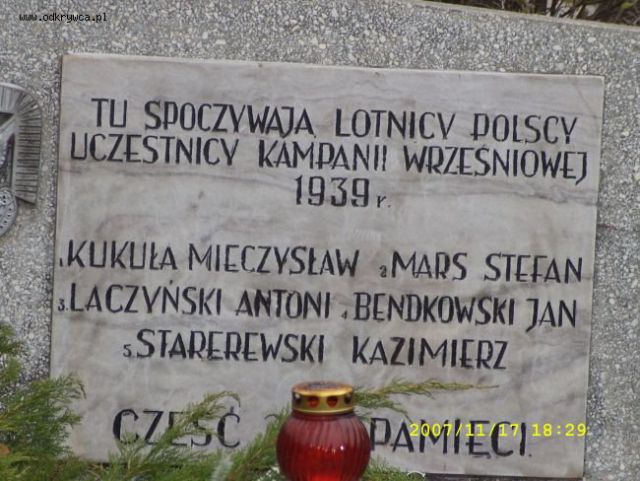 www.odkrywca.pl
TU SPOCZYWAJĄ LOTNICY POLSCY
UCZESTNICY KAMPANII WRZEŚNIOWEJ
1939 r.
1. KUKUŁA MIECZYSŁAW 2 MARS STEFAN
3. LACZYŃSKI ANTONI 4 BENDKOWSKI JAN
5. STAREREWSKI KAZIMIERZ
CZEŚĆ PAMIĘCI.
2007/11/17 18:29